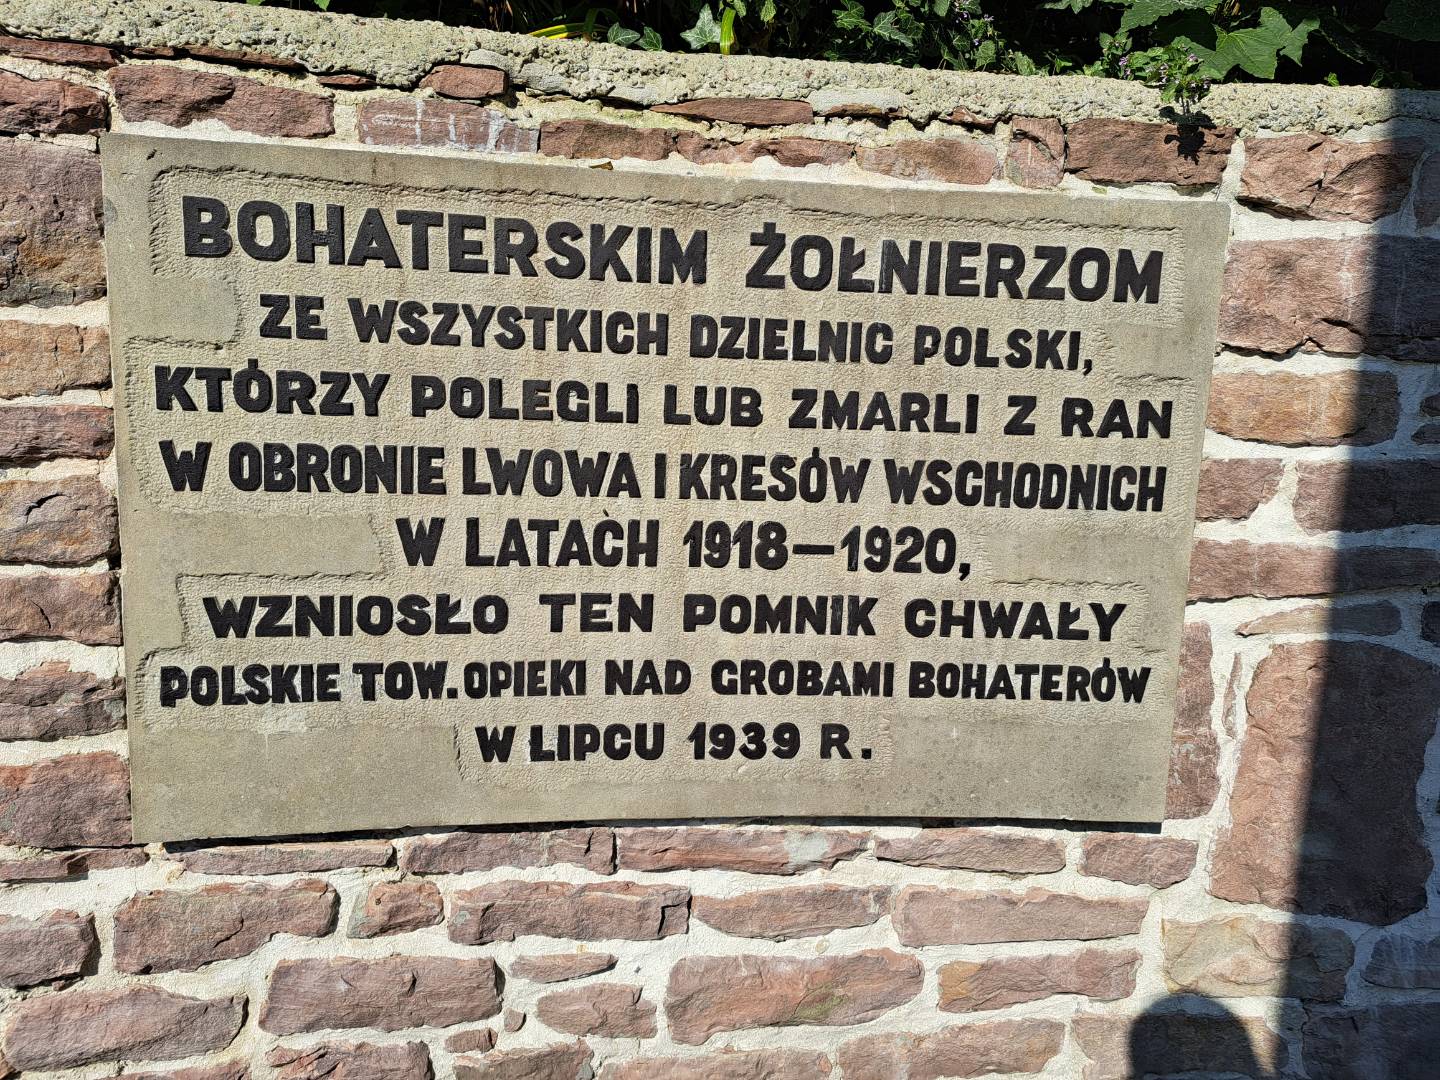 BOHATERSKIM ŻOŁNIERZOM
ZE WSZYSTKICH DZIELNIC POLSKI,
KTÓRZY POLEGLI LUB ZMARLI Z RAN
W OBRONIE LWOWA I KRESÓW WSCHODNICH
W LATACH 1918–1920,
WZNIOSŁO TEN POMNIK CHWAŁY
POLSKIE TOW. OPIEKI NAD GROBAMI BOHATERÓW
W LIPCU 1939 R.